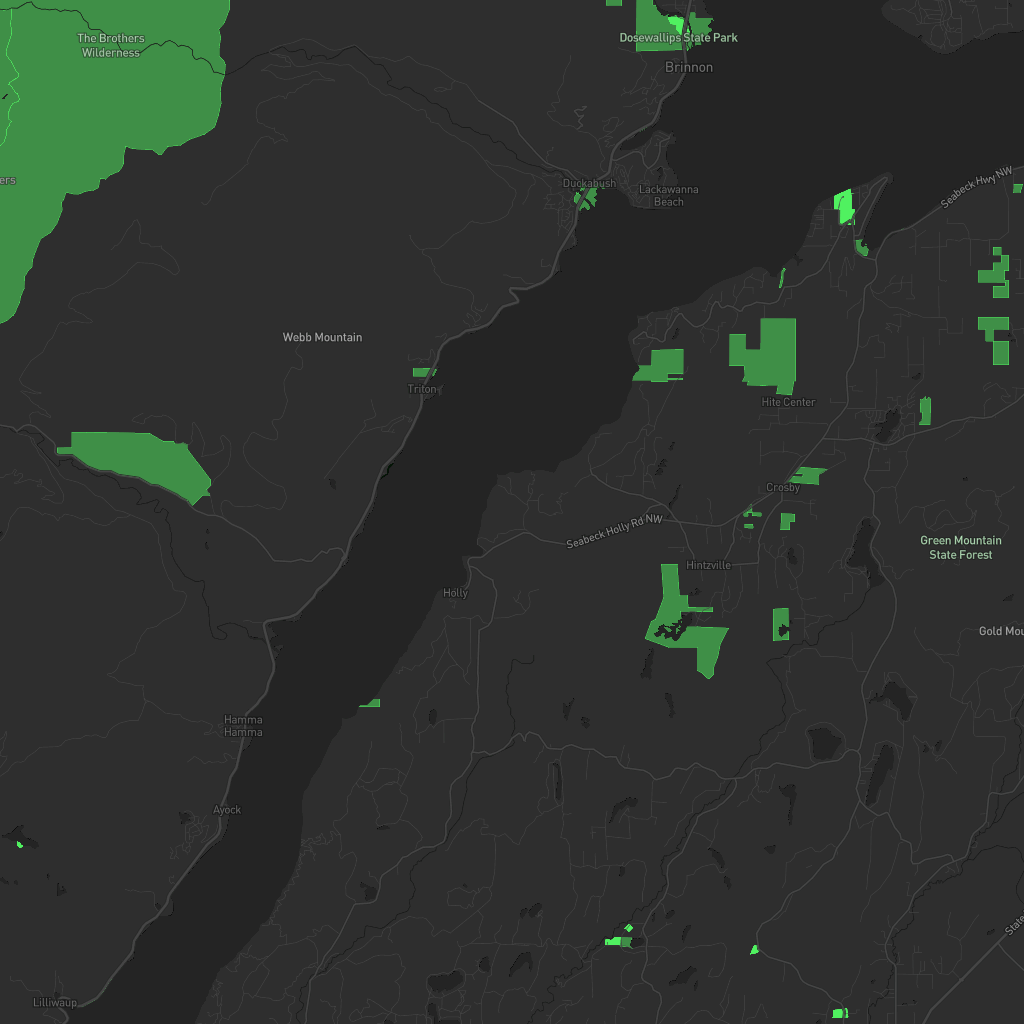 The Brothers
Wilderness
Dosewallips State Park
Brinnon
ers
Duckabush
Lackawanna
Beach
Seabeck Hwy NW
Webb Mountain
Triton
Hite Center
Crosby
Seabeck Holly Rd NW
Green Mountain
State Forest
Hintzville
Holly
Gold Mou
Hamma
Hamma
Ayock
State
Lilliwaup